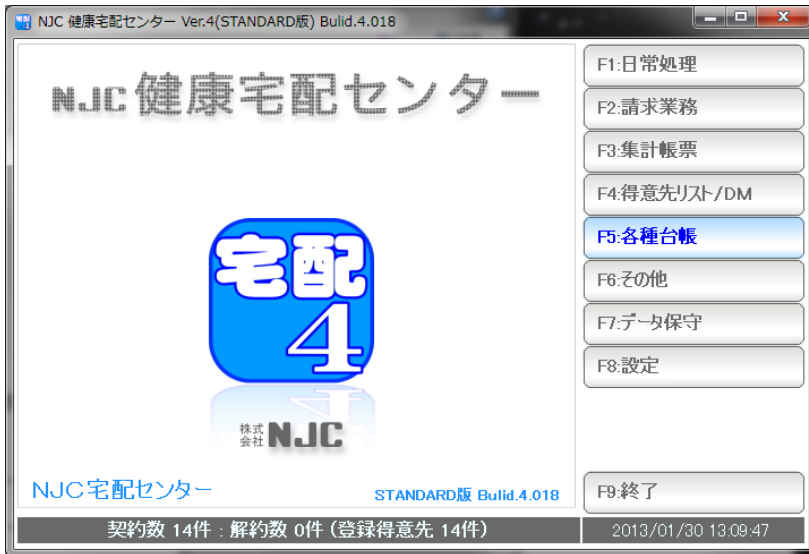 NJC 健康宅配センター Ver.4(STANDARD版) Bulid.4.018
NJC 健康宅配センター
宅配
4
株式
会社 NJC
NJC宅配センター
STANDARD版 Bulid.4.018
F1:日常処理
F2:請求業務
F3:集計帳票
F4:得意先リスト/DM
F5:各種台帳
F6:その他
F7:データ保守
F8:設定
F9:終了
契約数 14件 : 解約数 0件 (登録得意先 14件)
2013/01/30 13:09:47